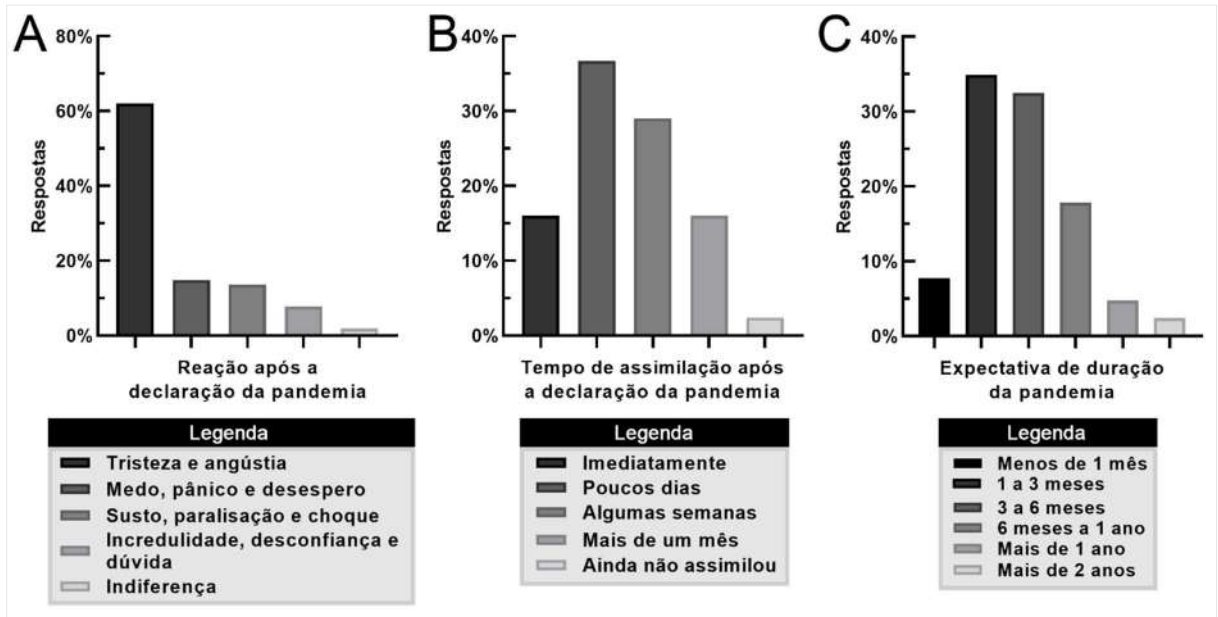 A
80%
60%
40%
20%
0%
Respostas
Reação após a
declaração da pandemia
Legenda
Tristeza e angústia
Medo, pânico e desespero
Susto, paralisação e choque
Incredulidade, desconfiança e
dúvida
Indiferença
B
40%
30%
20%
10%
0%
Respostas
Tempo de assimilação após
a declaração da pandemia
Legenda
Imediatamente
Poucos dias
Algumas semanas
Mais de um mês
Ainda não assimilou
C
40%
30%
20%
10%
0%
Respostas
Expectativa de duração
da pandemia
Legenda
Menos de 1 mês
1 a 3 meses
3 a 6 meses
6 meses a 1 ano
Mais de 1 ano
Mais de 2 anos